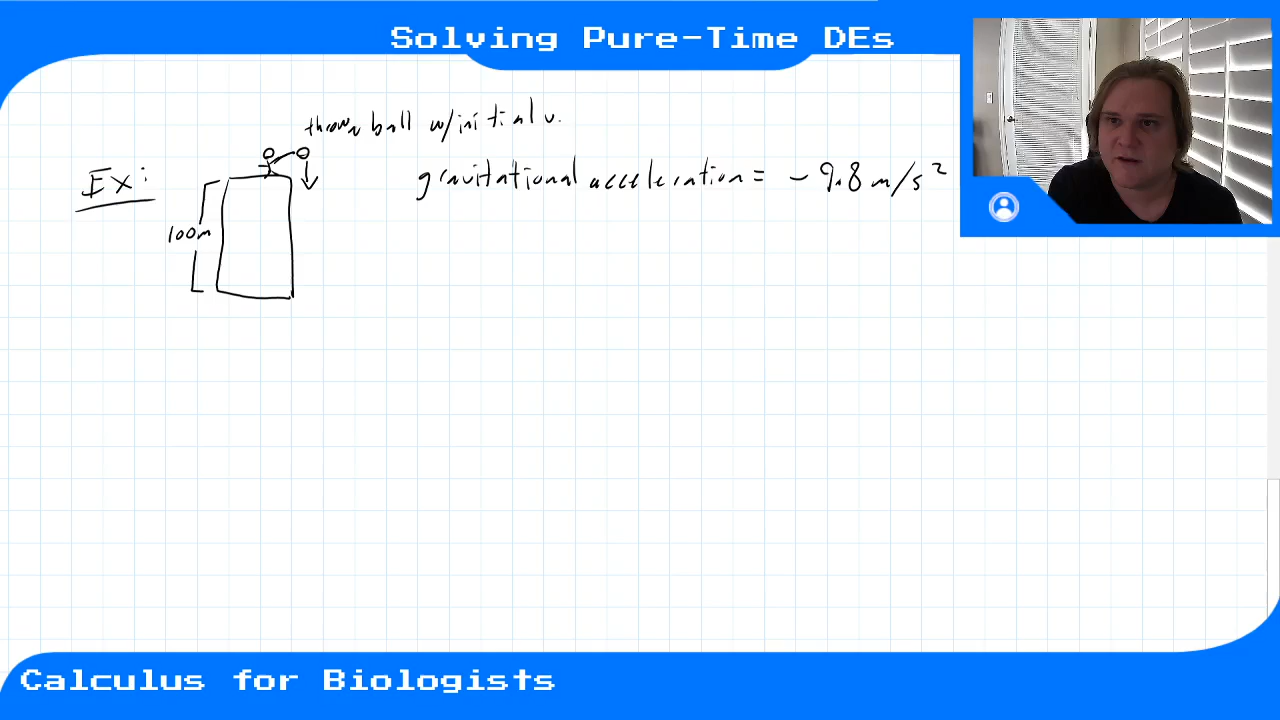 Solving Pure-Time DEs
thrown ball w/initial v.
Ex:
gravitational acceleration = - 9.8 m/s²
100m
Calculus for Biologists